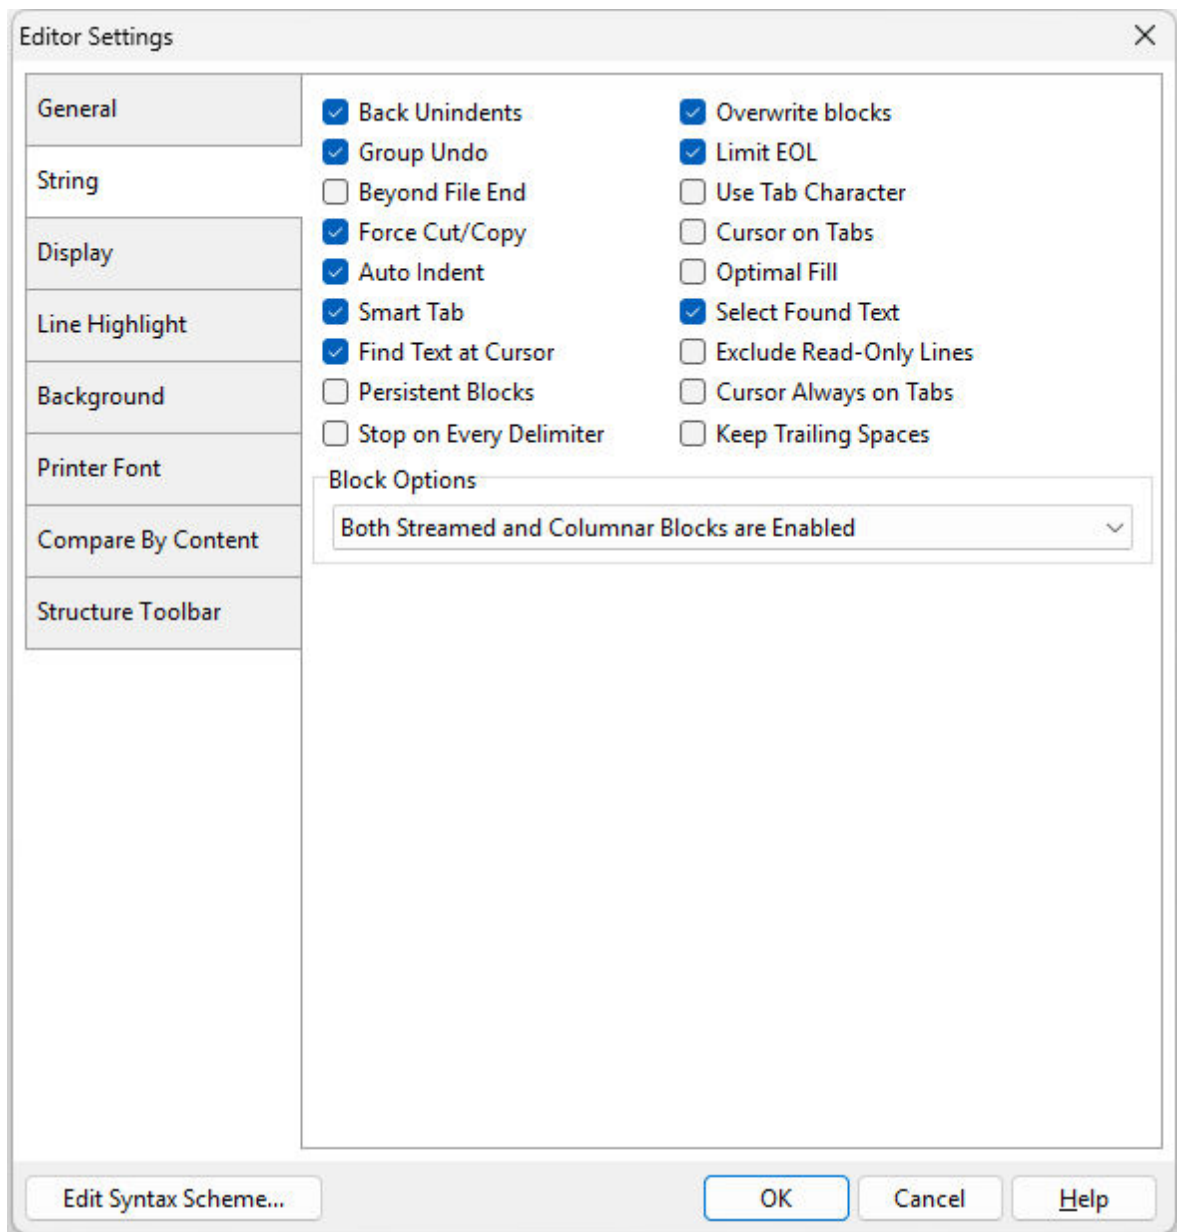 Editor Settings
General
String
Display
Line Highlight
Background
Printer Font
Compare By Content
Structure Toolbar
Back Unindents
Group Undo
Beyond File End
Force Cut/Copy
Auto Indent
Smart Tab
Find Text at Cursor
Persistent Blocks
Stop on Every Delimiter
Overwrite blocks
Limit EOL
Use Tab Character
Cursor on Tabs
Optimal Fill
Select Found Text
Exclude Read-Only Lines
Cursor Always on Tabs
Keep Trailing Spaces
Block Options
Both Streamed and Columnar Blocks are Enabled
Edit Syntax Scheme...
OK
Cancel
Help